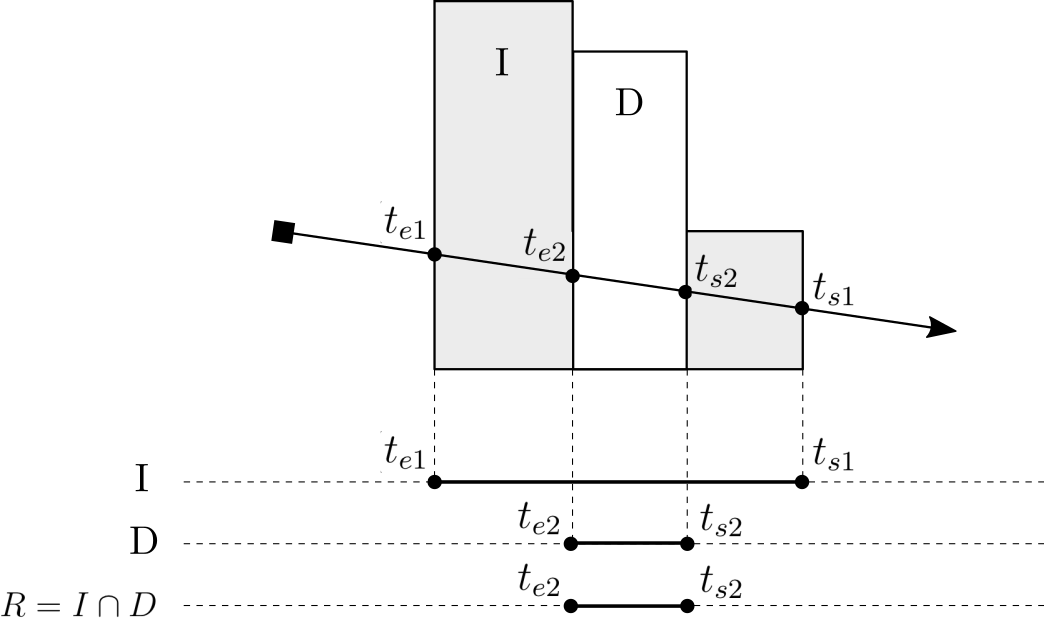 I
D
t_{e1}
t_{e2}
t_{s2}
t_{s1}
t_{e1}
t_{s1}
I
t_{e2}
t_{s2}
D
t_{e2}
t_{s2}
R = I ∩ D